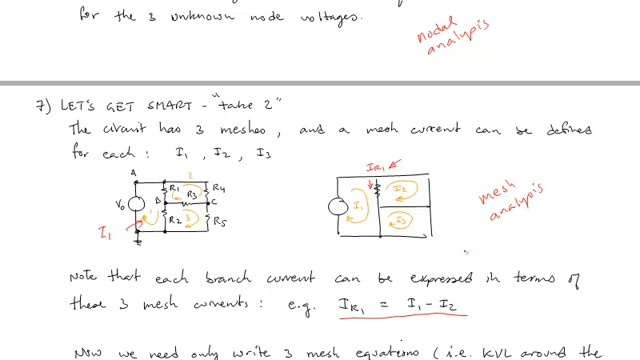 for the 3 unknown node voltages.
nodal
analysis
7) LET'S GET SMART - "take 2"
The circuit has 3 meshes, and a mesh current can be defined
for each: I1, I2, I3
A
2
R1
R4
R3
B
C
V0
1
R2
3
R5
I1
IR1
I1
I2
I3
mesh
analysis
Note that each branch current can be expressed in terms of
these 3 mesh currents: e.g. IR1 = I1 - I2
Now we need only write 3 mesh equations (i.e. KVL around the